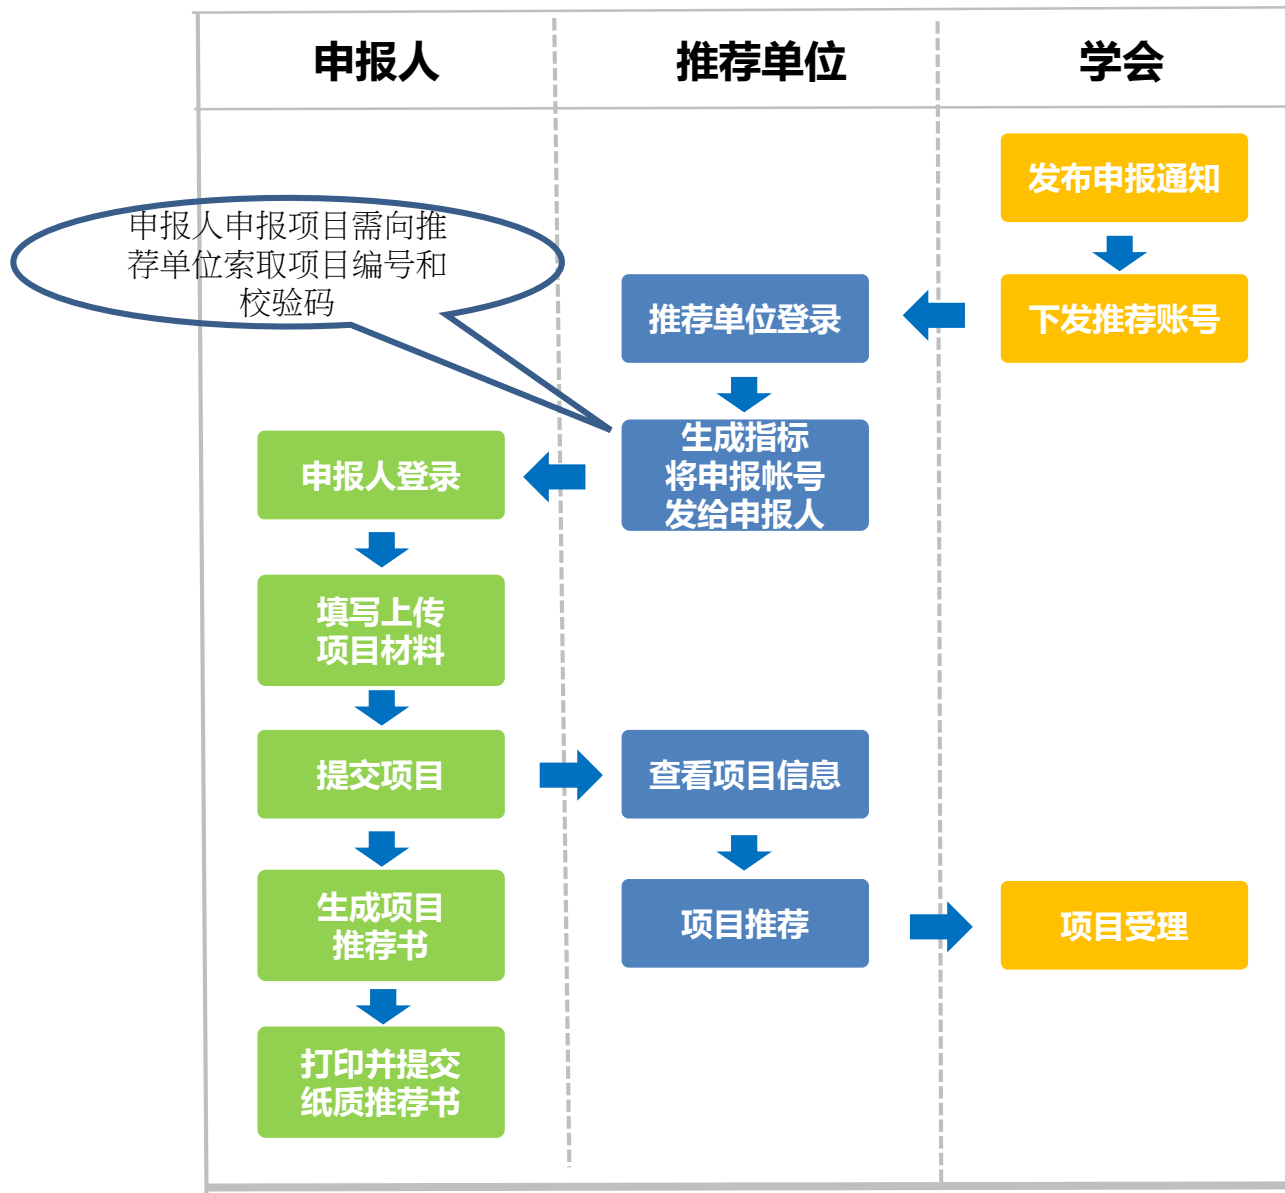 申报人
推荐单位
学会
发布申报通知
申报人申报项目需向推
荐单位索取项目编号和
校验码
推荐单位登录
下发推荐账号
生成指标
将申报帐号
发给申报人
申报人登录
填写上传
项目材料
提交项目
查看项目信息
生成项目
推荐书
项目推荐
项目受理
打印并提交
纸质推荐书